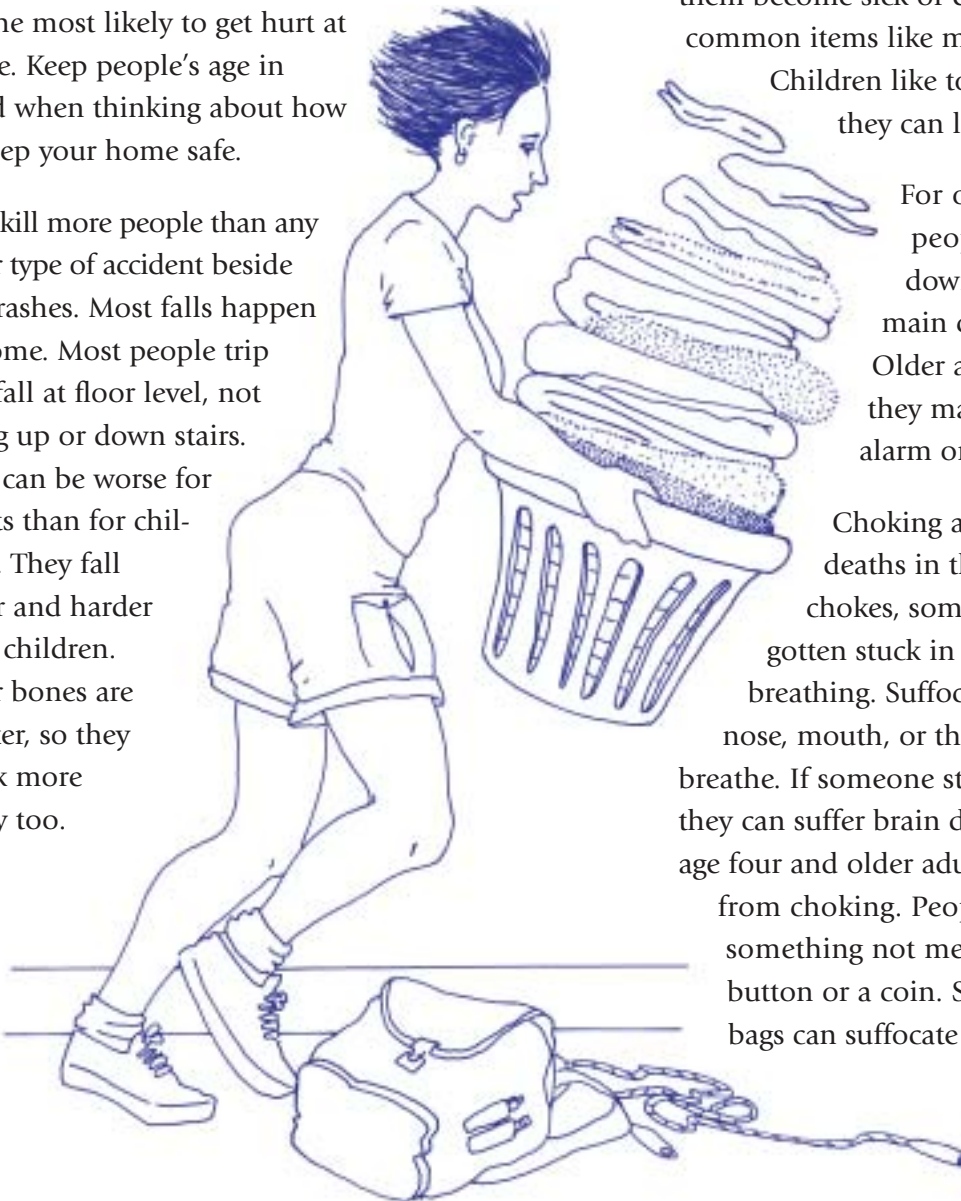 he most likely to get hurt at
e. Keep people's age in
d when thinking about how
eep your home safe.
kill more people than any
r type of accident beside
rashes. Most falls happen
ome. Most people trip
fall at floor level, not
g up or down stairs.
can be worse for
ts than for chil-
They fall
r and harder
children.
r bones are
ker, so they
k more
y too.
them become sick or
common items like m
Children like to
they can l
For o
peop
dow
main c
Older a
they ma
alarm or
Choking a
deaths in th
chokes, som
gotten stuck in
breathing. Suffoc
nose, mouth, or th
breathe. If someone st
they can suffer brain d
age four and older adu
from choking. Peop
something not me
button or a coin. S
bags can suffocate